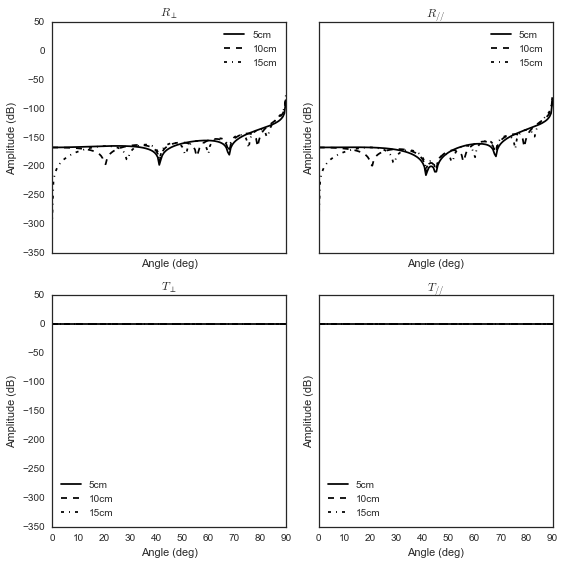 R⊥
R//
50
0
−50
−100
−150
−200
−250
−300
−350
Amplitude (dB)
Amplitude (dB)
5cm
10cm
15cm
5cm
10cm
15cm
Angle (deg)
Angle (deg)
T⊥
T//
50
0
−50
−100
−150
−200
−250
−300
−350
Amplitude (dB)
Amplitude (dB)
5cm
10cm
15cm
5cm
10cm
15cm
0 10 20 30 40 50 60 70 80 90
0 10 20 30 40 50 60 70 80 90
Angle (deg)
Angle (deg)